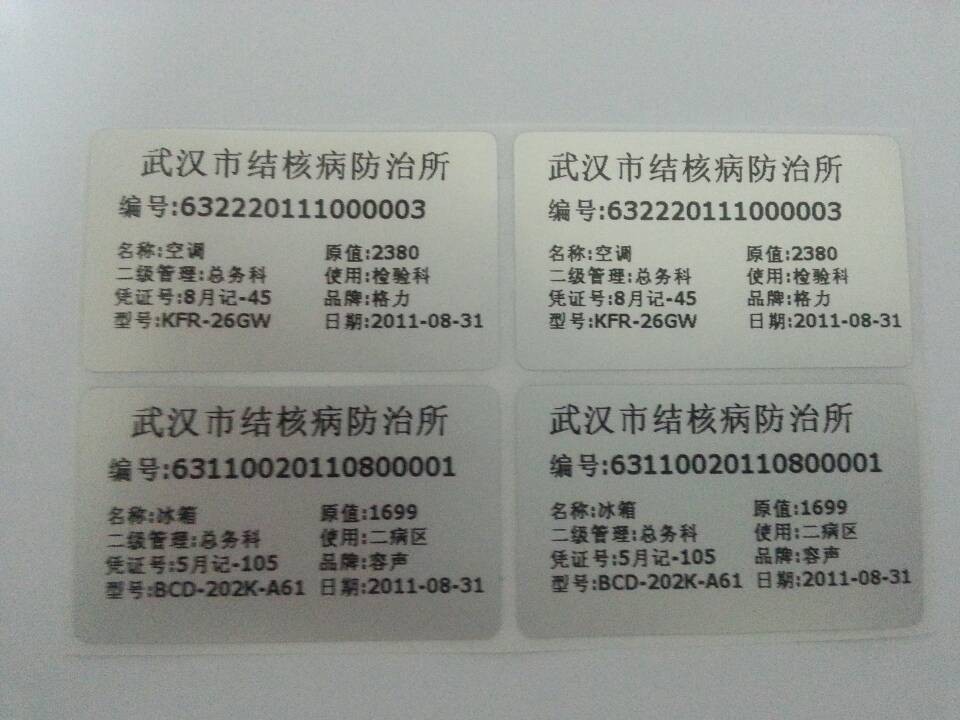 武汉市结核病防治所
编号:632220111000003
名称:空调 原值:2380
二级管理:总务科 使用:检验科
凭证号:8月记-45 品牌:格力
型号:KFR-26GW 日期:2011-08-31
武汉市结核病防治所
编号:632220111000003
名称:空调 原值:2380
二级管理:总务科 使用:检验科
凭证号:8月记-45 品牌:格力
型号:KFR-26GW 日期:2011-08-31
武汉市结核病防治所
编号:63110020110800001
名称:冰箱 原值:1699
二级管理:总务科 使用:二病区
凭证号:5月记-105 品牌:容声
型号:BCD-202K-A61 日期:2011-08-31
武汉市结核病防治所
编号:63110020110800001
名称:冰箱 原值:1699
二级管理:总务科 使用:二病区
凭证号:5月记-105 品牌:容声
型号:BCD-202K-A61 日期:2011-08-31